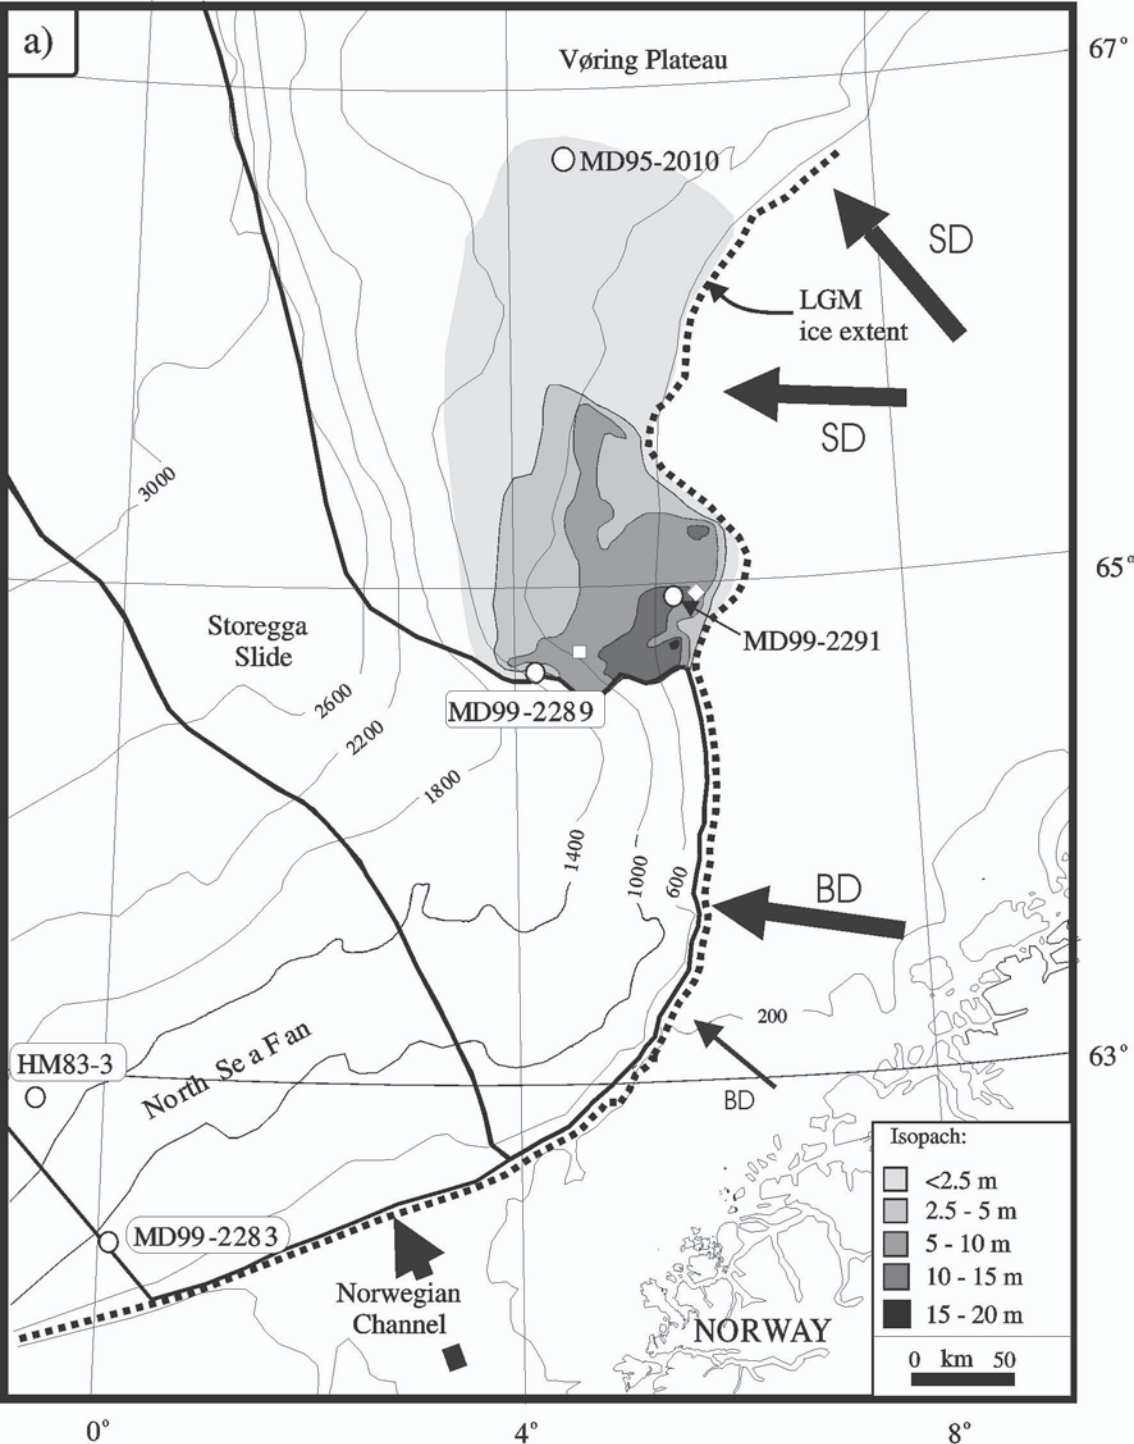 a)
Vøring Plateau
67°
MD95-2010
SD
LGM
ice extent
SD
3000
65°
Storegga
Slide
MD99-2291
2600
MD99-2289
2200
1800
1400
1000
600
BD
200
63°
HM83-3
North Sea Fan
BD
Isopach:
<2.5 m
2.5 - 5 m
5 - 10 m
10 - 15 m
15 - 20 m
MD99-2283
Norwegian
Channel
NORWAY
0 km 50
0° 4° 8°